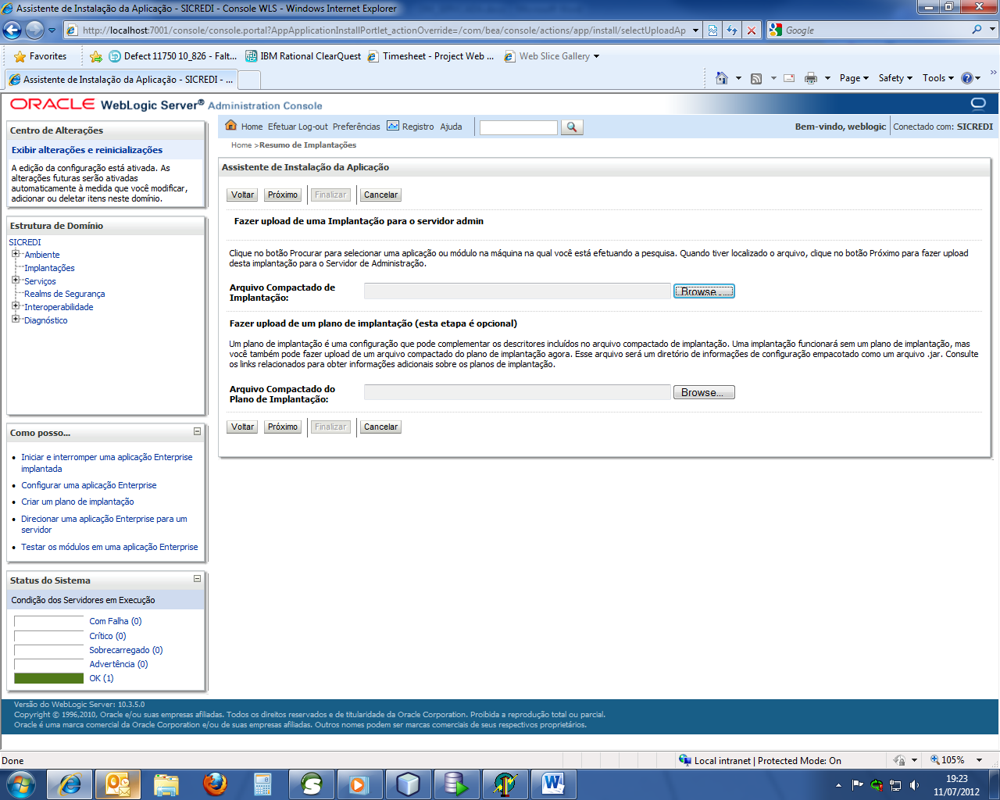 Assistente de Instalação da Aplicação - SICREDI - Console WLS - Windows Internet Explorer
http://localhost:7001/console/console.portal?AppApplicationInstallPortlet_actionOverride=/com/bea/console/actions/app/install/selectUploadAp
Google
Favorites
Defect 11750 10_826 - Falt...
IBM Rational ClearQuest
Timesheet - Project Web ...
Web Slice Gallery
Assistente de Instalação da Aplicação - SICREDI - ...
Page
Safety
Tools
ORACLE WebLogic Server® Administration Console
Centro de Alterações
Exibir alterações e reinicializações
A edição da configuração está ativada. As
alterações futuras serão ativadas
automaticamente à medida que você modificar,
adicionar ou deletar itens neste domínio.
Estrutura de Domínio
SICREDI
Ambiente
Implantações
Serviços
Realms de Segurança
Interoperabilidade
Diagnóstico
Como posso...
Iniciar e interromper uma aplicação Enterprise
implantada
Configurar uma aplicação Enterprise
Criar um plano de implantação
Direcionar uma aplicação Enterprise para um
servidor
Testar os módulos em uma aplicação Enterprise
Status do Sistema
Condição dos Servidores em Execução
Com Falha (0)
Crítico (0)
Sobrecarregado (0)
Advertência (0)
OK (1)
Home Efetuar Log-out Preferências Registro Ajuda
Bem-vindo, weblogic
Conectado com: SICREDI
Home >Resumo de Implantações
Assistente de Instalação da Aplicação
Voltar Próximo Finalizar Cancelar
Fazer upload de uma Implantação para o servidor admin
Clique no botão Procurar para selecionar uma aplicação ou módulo na máquina na qual você está efetuando a pesquisa. Quando tiver localizado o arquivo, clique no botão Próximo para fazer upload
desta implantação para o Servidor de Administração.
Arquivo Compactado de
Implantação:
Browse...
Fazer upload de um plano de implantação (esta etapa é opcional)
Um plano de implantação é uma configuração que pode complementar os descritores incluídos no arquivo compactado de implantação. Uma implantação funcionará sem um plano de implantação, mas
você também pode fazer upload de um arquivo compactado do plano de implantação agora. Esse arquivo será um diretório de informações de configuração empacotado como um arquivo .jar. Consulte
os links relacionados para obter informações adicionais sobre os planos de implantação.
Arquivo Compactado do
Plano de Implantação:
Browse...
Voltar Próximo Finalizar Cancelar
Versão do WebLogic Server: 10.3.5.0
Copyright © 1996,2010, Oracle e/ou suas empresas afiliadas. Todos os direitos reservados e de titularidade da Oracle Corporation. Proibida a reprodução total ou parcial.
Oracle é uma marca comercial da Oracle Corporation e/ou de suas empresas afiliadas. Outros nomes podem ser marcas comerciais de seus respectivos proprietários.
Done
Local intranet | Protected Mode: On
105%
19:23
11/07/2012